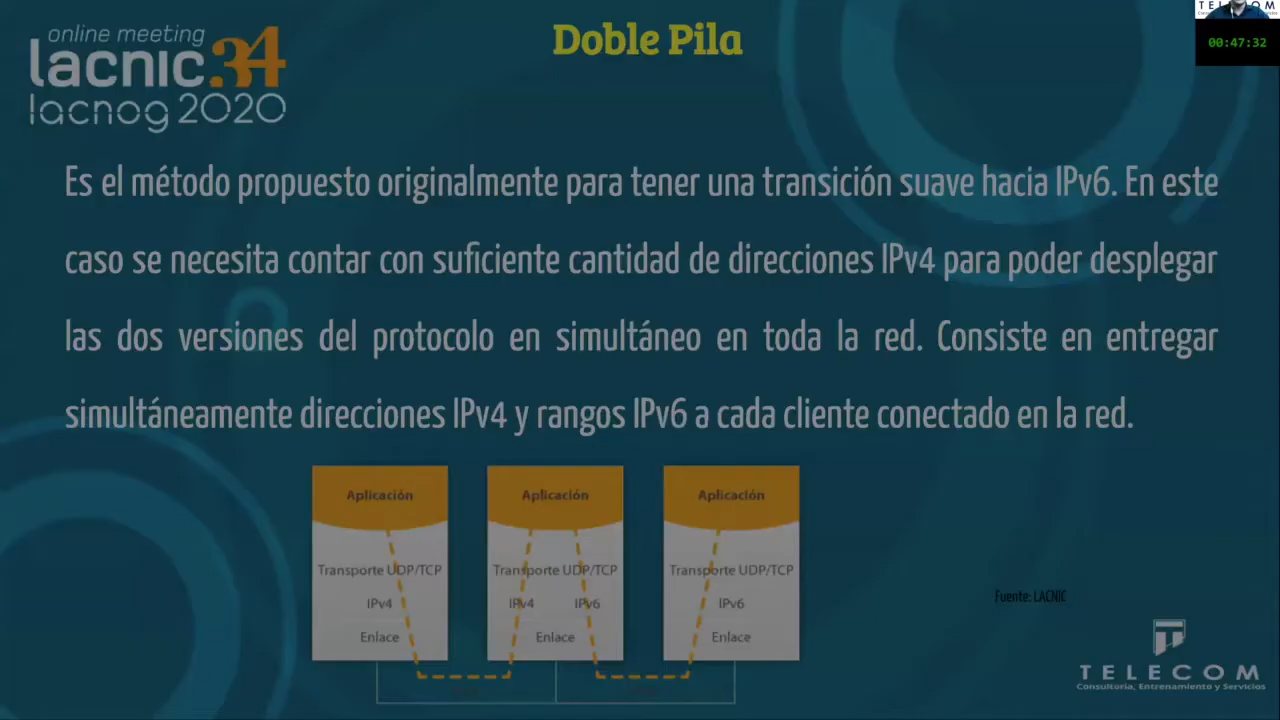 online meeting
lacnic.34
lacnog 2020
Doble Pila
TELECOM
00:47:32
Es el método propuesto originalmente para tener una transición suave hacia IPv6. En este
caso se necesita contar con suficiente cantidad de direcciones IPv4 para poder desplegar
las dos versiones del protocolo en simultáneo en toda la red. Consiste en entregar
simultáneamente direcciones IPv4 y rangos IPv6 a cada cliente conectado en la red.
Aplicación
Transporte UDP/TCP
IPv4
Enlace
Aplicación
Transporte UDP/TCP
IPv4 IPv6
Enlace
Aplicación
Transporte UDP/TCP
IPv6
Enlace
Fuente: LACNIC
TELECOM
Consultoría, Entrenamiento y Servicios